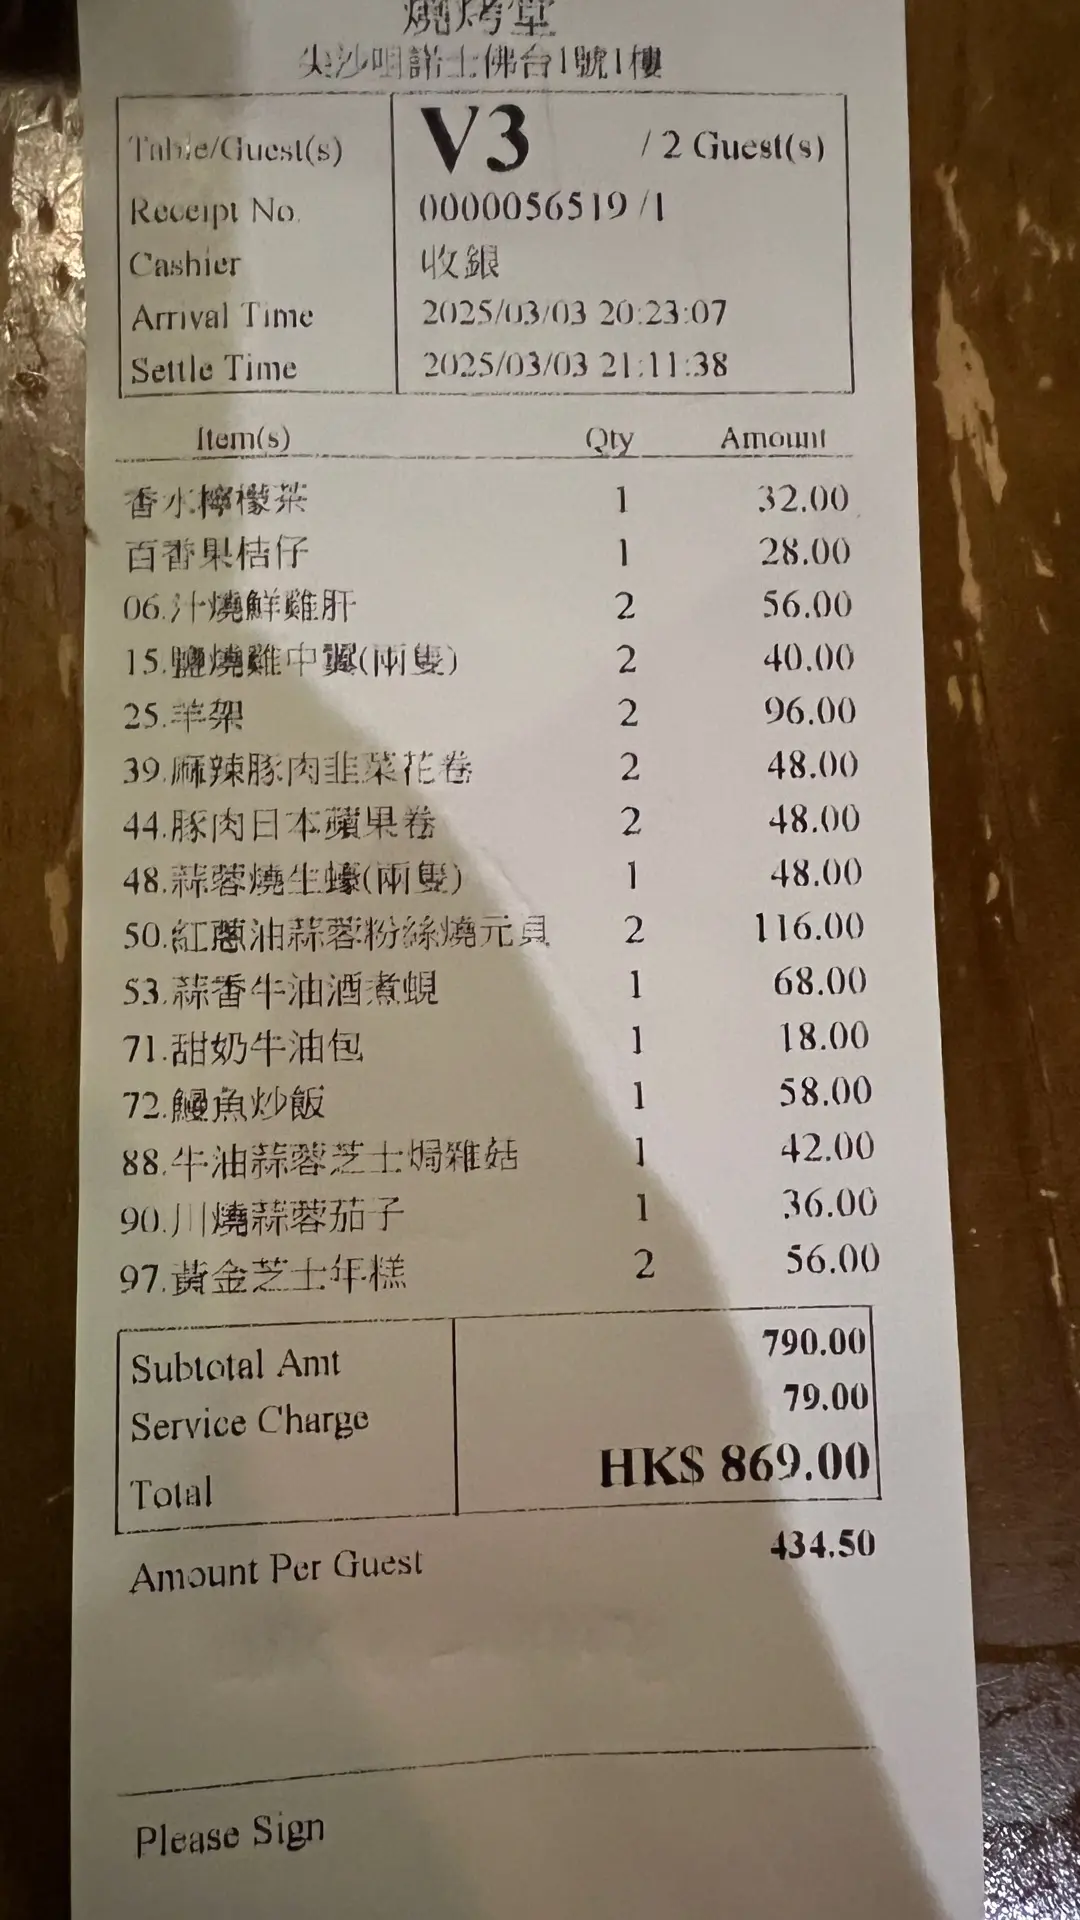 燒烤堂
尖沙咀諾士佛台1號1樓
Table/Guest(s) V3 / 2 Guest(s)
Receipt No. 0000056519 /1
Cashier 收銀
Arrival Time 2025/03/03 20:23:07
Settle Time 2025/03/03 21:11:38
Item(s) Qty Amount
香水檸檬茶 1 32.00
百香果桔仔 1 28.00
06.汁燒鮮雞肝 2 56.00
15.鹽燒雞中翼(兩隻) 2 40.00
25.羊架 2 96.00
39.麻辣豚肉韭菜花卷 2 48.00
44.豚肉日本蘋果卷 2 48.00
48.蒜蓉燒生蠔(兩隻) 1 48.00
50.紅蔥油蒜蓉粉絲燒元貝 2 116.00
53.蒜香牛油酒煮蜆 1 68.00
71.甜奶牛油包 1 18.00
72.鰻魚炒飯 1 58.00
88.牛油蒜蓉芝士焗雜菇 1 42.00
90.川燒蒜蓉茄子 1 36.00
97.黃金芝士年糕 2 56.00
Subtotal Amt 790.00
Service Charge 79.00
Total HK$ 869.00
Amount Per Guest 434.50
Please Sign